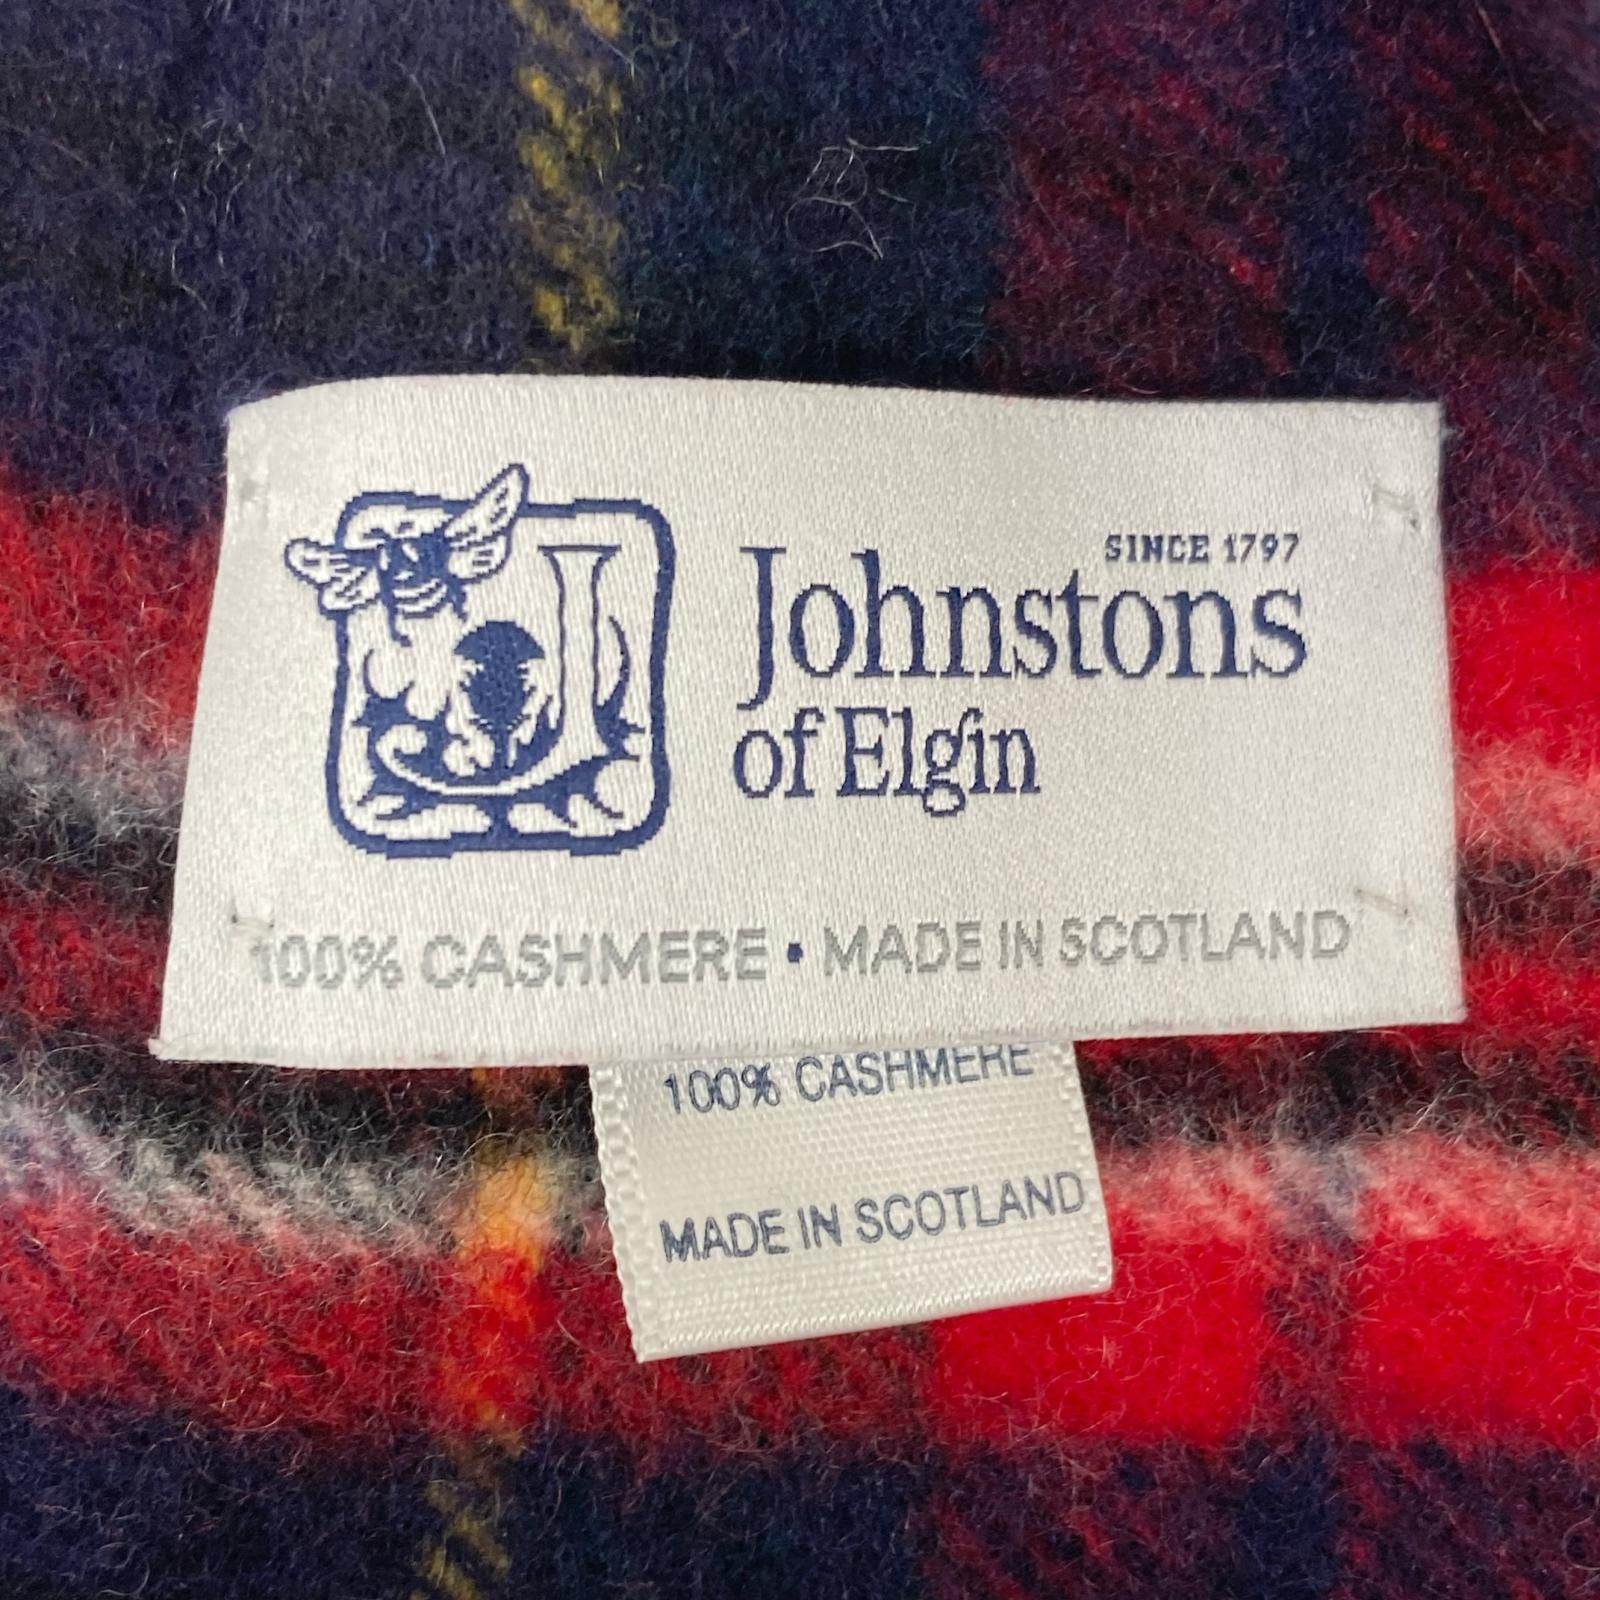 SINCE 1797
Johnstons
of Elgin
100% CASHMERE • MADE IN SCOTLAND
100% CASHMERE
MADE IN SCOTLAND